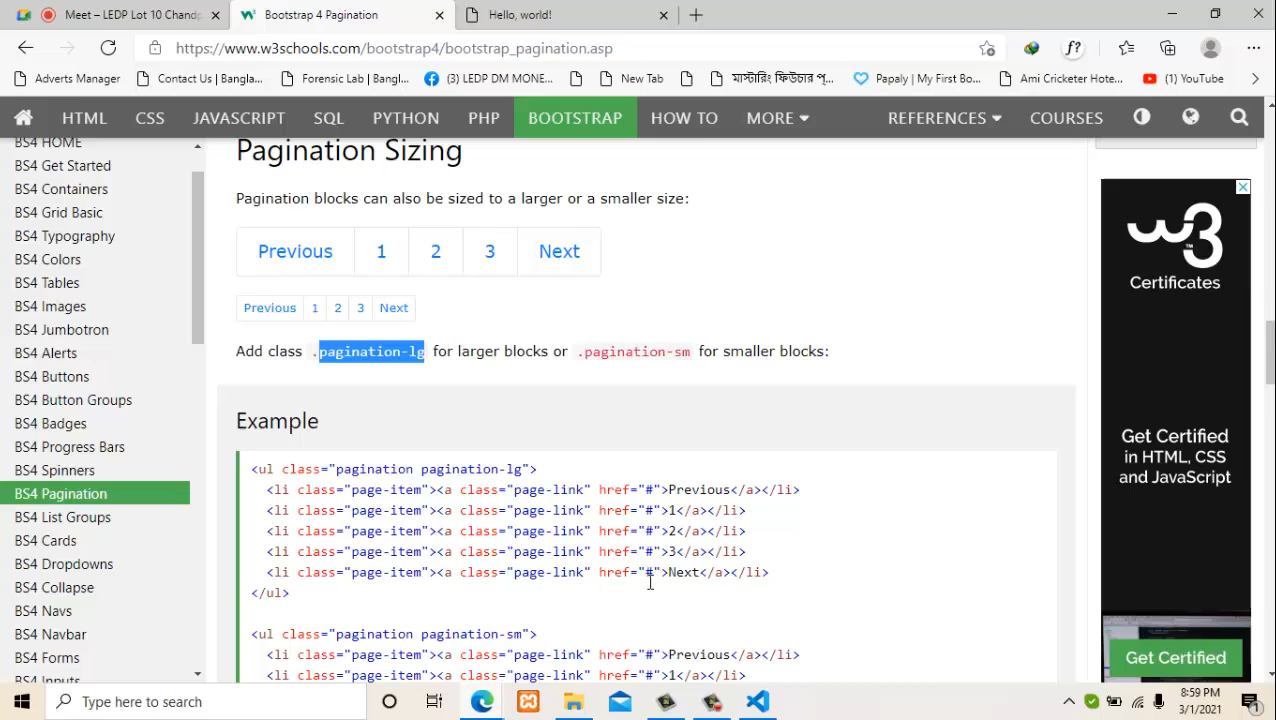 Meet – LEDP Lot 10 Chand
Bootstrap 4 Pagination
Hello, world!
https://www.w3schools.com/bootstrap4/bootstrap_pagination.asp
Adverts Manager
Contact Us | Bangla...
Forensic Lab | Bangl...
(3) LEDP DM MONE...
New Tab
মাস্টারিং ফিউচার প্...
Papaly | My First Bo...
Ami Cricketer Hote...
(1) YouTube
HTML CSS JAVASCRIPT SQL PYTHON PHP BOOTSTRAP HOW TO MORE REFERENCES COURSES
BS4 HOME
BS4 Get Started
BS4 Containers
BS4 Grid Basic
BS4 Typography
BS4 Colors
BS4 Tables
BS4 Images
BS4 Jumbotron
BS4 Alerts
BS4 Buttons
BS4 Button Groups
BS4 Badges
BS4 Progress Bars
BS4 Spinners
BS4 Pagination
BS4 List Groups
BS4 Cards
BS4 Dropdowns
BS4 Collapse
BS4 Navs
BS4 Navbar
BS4 Forms
BS4 Inputs
Pagination Sizing
Pagination blocks can also be sized to a larger or a smaller size:
Previous 1 2 3 Next
Previous 1 2 3 Next
Add class .pagination-lg for larger blocks or .pagination-sm for smaller blocks:
Example
<ul class="pagination pagination-lg">
<li class="page-item"><a class="page-link" href="#">Previous</a></li>
<li class="page-item"><a class="page-link" href="#">1</a></li>
<li class="page-item"><a class="page-link" href="#">2</a></li>
<li class="page-item"><a class="page-link" href="#">3</a></li>
<li class="page-item"><a class="page-link" href="#">Next</a></li>
</ul>
<ul class="pagination pagination-sm">
<li class="page-item"><a class="page-link" href="#">Previous</a></li>
<li class="page-item"><a class="page-link" href="#">1</a></li>
w3
TM
Certificates
Get Certified
in HTML, CSS
and JavaScript
Get Certified
Type here to search
8:59 PM
3/1/2021